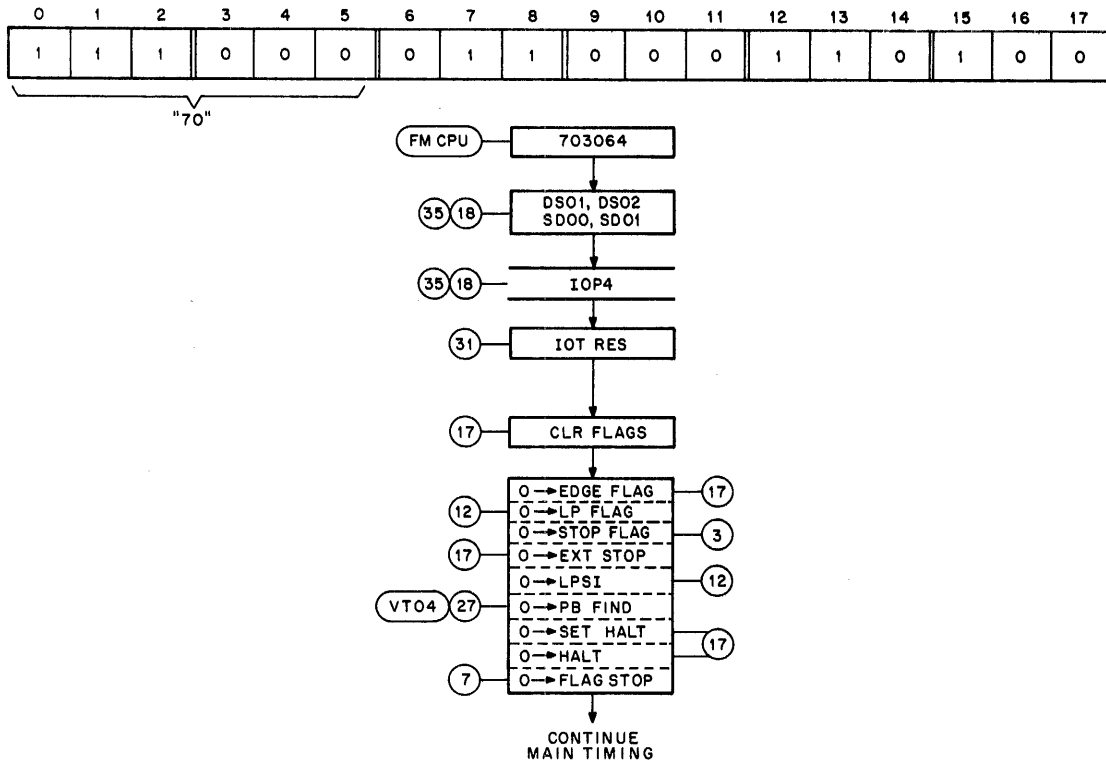 0 1 2 3 4 5 6 7 8 9 10 11 12 13 14 15 16 17
1 1 1 0 0 0 0 1 1 0 0 0 1 1 0 1 0 0
"70"
FM CPU 703064
35 18 DS01, DS02
SD00, SD01
35 18 IOP4
31 IOT RES
17 CLR FLAGS
0→EDGE FLAG 17
12 0→LP FLAG
0→STOP FLAG 3
17 0→EXT STOP
0→LPSI 12
VT04 27 0→PB FIND
0→SET HALT
17
0→HALT
7 0→FLAG STOP
CONTINUE
MAIN TIMING